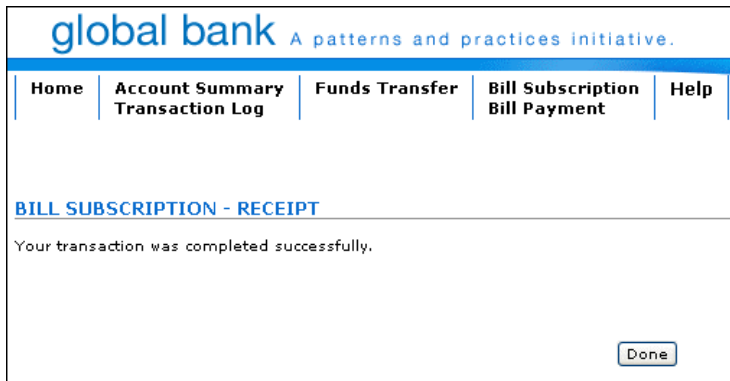 global bank A patterns and practices initiative.
Home Account Summary Funds Transfer Bill Subscription Help
Transaction Log Bill Payment
BILL SUBSCRIPTION - RECEIPT
Your transaction was completed successfully.
Done